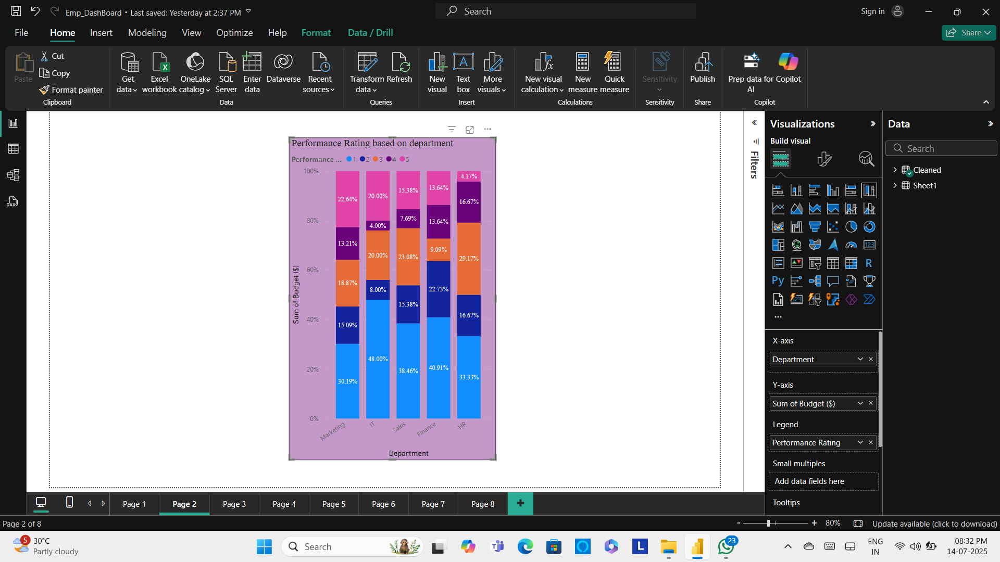 Emp_DashBoard • Last saved: Yesterday at 2:37 PM
Search
Sign in
File
Home
Insert
Modeling
View
Optimize
Help
Format
Data / Drill
Share
Paste
Cut
Copy
Format painter
Clipboard
Get data
Excel workbook
OneLake catalog
SQL Server
Enter data
Dataverse
Recent sources
Data
Transform data
Refresh
Queries
New visual
Text box
More visuals
Insert
New visual calculation
New measure
Quick measure
Calculations
Sensitivity
Sensitivity
Publish
Share
Prep data for AI
Copilot
Copilot
Performance Rating based on department
Performance ... 1 2 3 4 5
Sum of Budget ($)
100%
80%
60%
40%
20%
0%
22.64%
13.21%
18.87%
15.09%
30.19%
20.00%
4.00%
20.00%
8.00%
48.00%
15.38%
7.69%
23.08%
15.38%
38.46%
13.64%
13.64%
9.09%
22.73%
40.91%
4.17%
16.67%
29.17%
16.67%
33.33%
Marketing
IT
Sales
Finance
HR
Department
Filters
Visualizations
Build visual
123
R
Py
123
X-axis
Department
Y-axis
Sum of Budget ($)
Legend
Performance Rating
Small multiples
Add data fields here
Tooltips
Data
Search
Cleaned
Sheet1
DAX
Page 1
Page 2
Page 3
Page 4
Page 5
Page 6
Page 7
Page 8
Page 2 of 8
- + 80%
Update available (click to download)
5
30°C
Partly cloudy
Search
L
23
ENG
IN
08:32 PM
14-07-2025